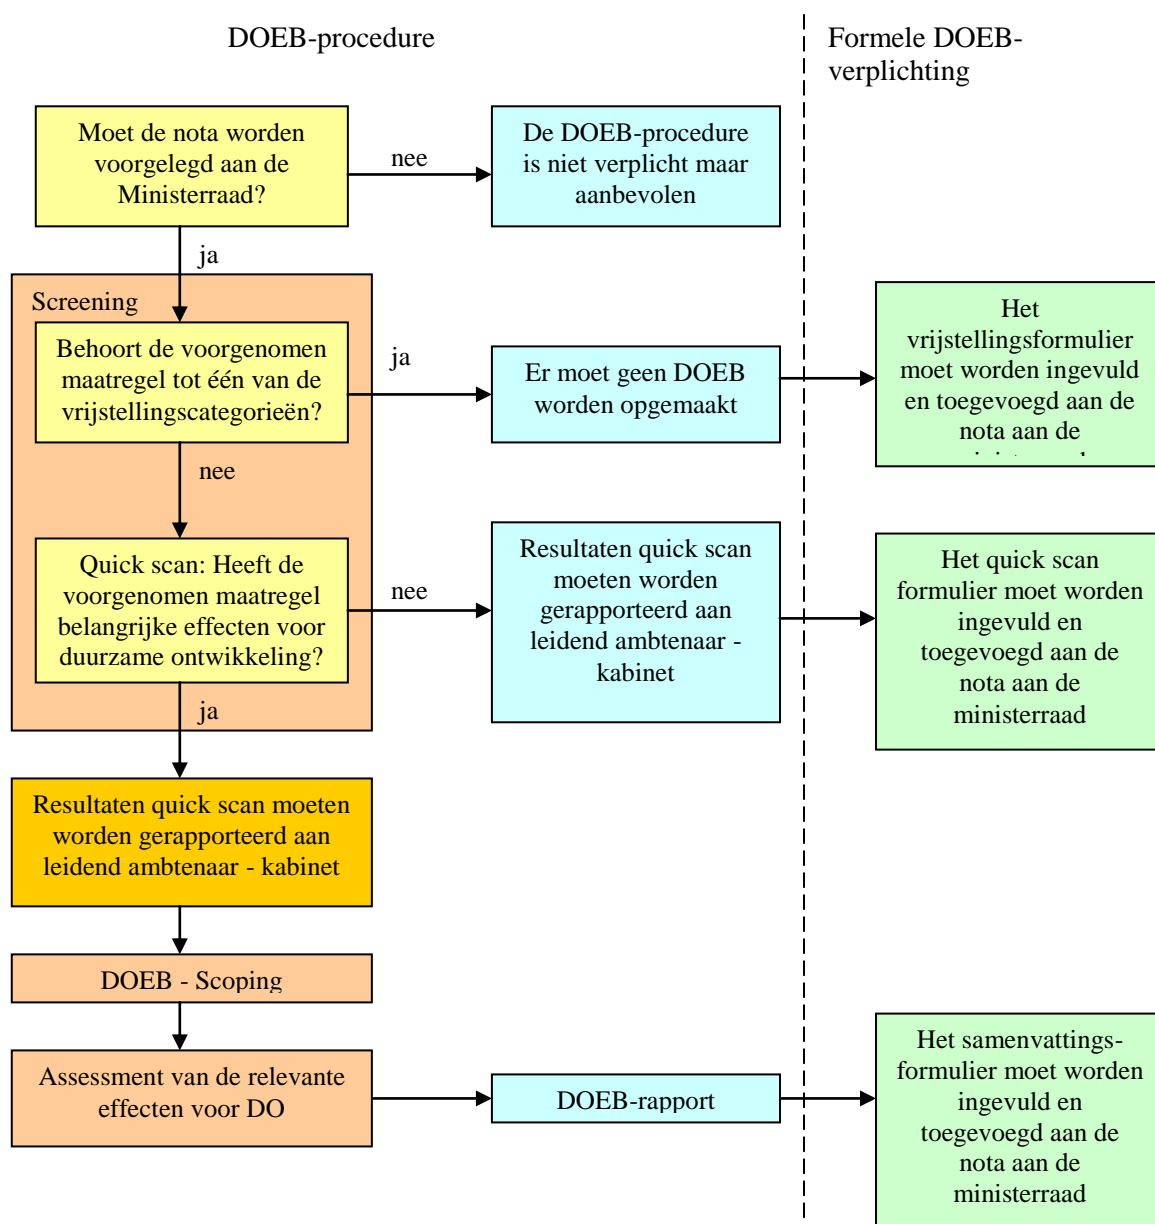 DOEB-procedure
Formele DOEB-
verplichting
Moet de nota worden
voorgelegd aan de
Ministerraad?
nee
De DOEB-procedure
is niet verplicht maar
aanbevolen
ja
Screening
Behoort de voorgenomen
maatregel tot één van de
vrijstellingscategorieën?
ja
Er moet geen DOEB
worden opgemaakt
Het
vrijstellingsformulier
moet worden ingevuld
en toegevoegd aan de
nota aan de
nee
Quick scan: Heeft de
voorgenomen maatregel
belangrijke effecten voor
duurzame ontwikkeling?
nee
Resultaten quick scan
moeten worden
gerapporteerd aan
leidend ambtenaar -
kabinet
Het quick scan
formulier moet worden
ingevuld en
toegevoegd aan de
nota aan de
ministerraad
ja
Resultaten quick scan moeten
worden gerapporteerd aan
leidend ambtenaar - kabinet
DOEB - Scoping
Assessment van de relevante
effecten voor DO
DOEB-rapport
Het samenvattings-
formulier moet worden
ingevuld en
toegevoegd aan de
nota aan de
ministerraad